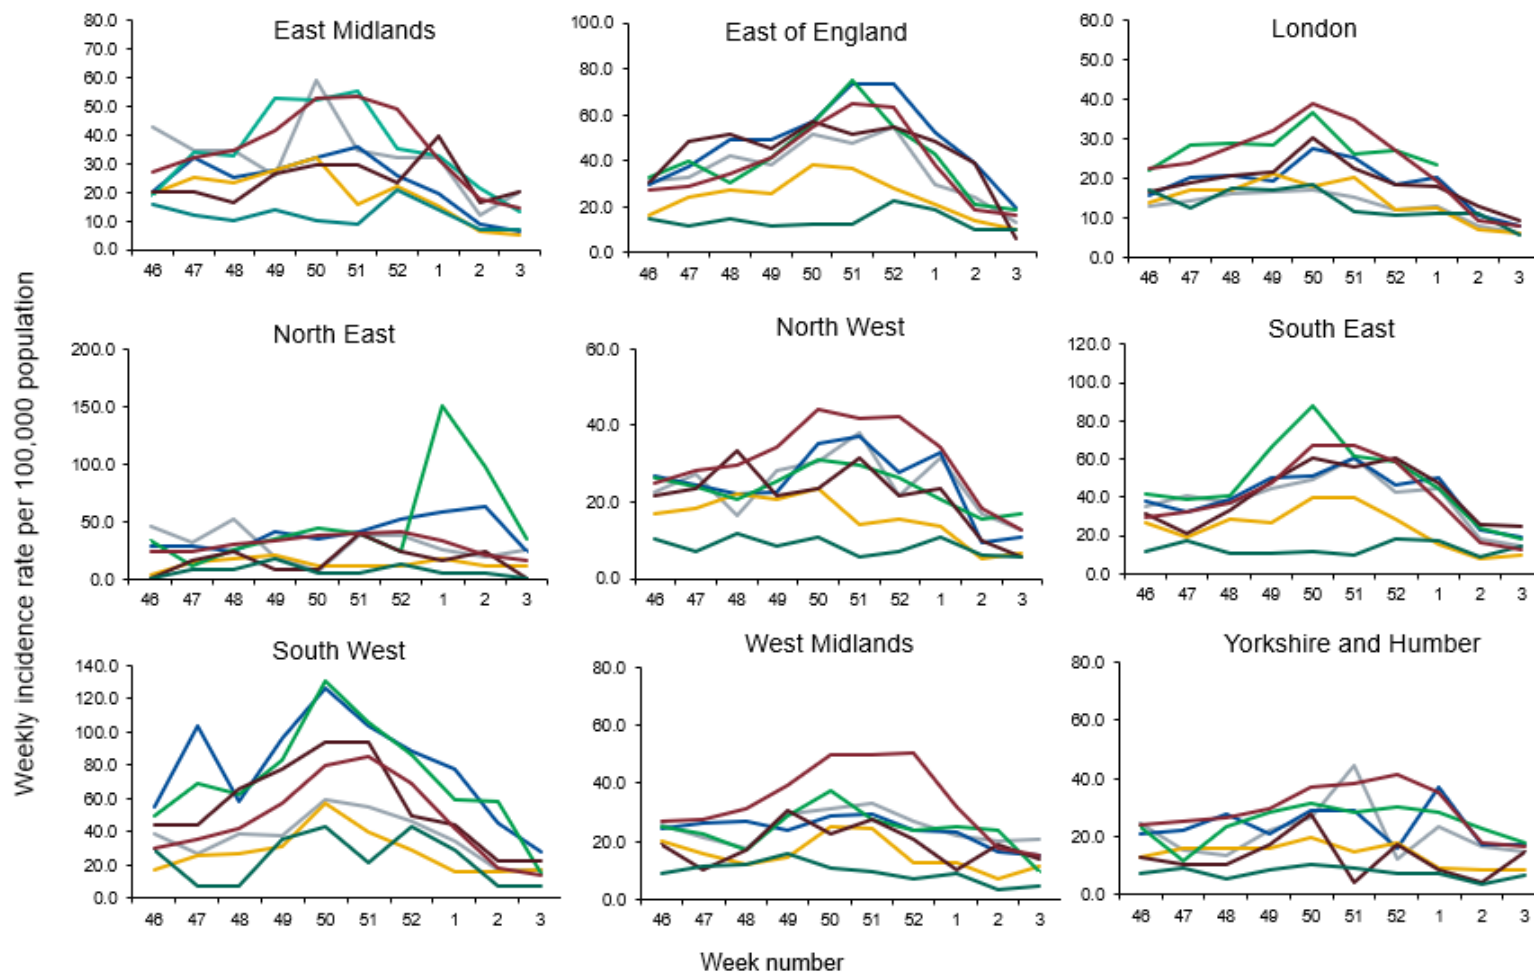 East Midlands
80.0
70.0
60.0
50.0
40.0
30.0
20.0
10.0
0.0
46 47 48 49 50 51 52 1 2 3
East of England
100.0
80.0
60.0
40.0
20.0
0.0
46 47 48 49 50 51 52 1 2 3
London
60.0
50.0
40.0
30.0
20.0
10.0
0.0
46 47 48 49 50 51 52 1 2 3
Weekly incidence rate per 100,000 population
North East
200.0
150.0
100.0
50.0
0.0
46 47 48 49 50 51 52 1 2 3
North West
60.0
40.0
20.0
0.0
46 47 48 49 50 51 52 1 2 3
South East
120.0
100.0
80.0
60.0
40.0
20.0
0.0
46 47 48 49 50 51 52 1 2 3
South West
140.0
120.0
100.0
80.0
60.0
40.0
20.0
0.0
46 47 48 49 50 51 52 1 2 3
West Midlands
80.0
60.0
40.0
20.0
0.0
46 47 48 49 50 51 52 1 2 3
Yorkshire and Humber
80.0
60.0
40.0
20.0
0.0
46 47 48 49 50 51 52 1 2 3
Week number